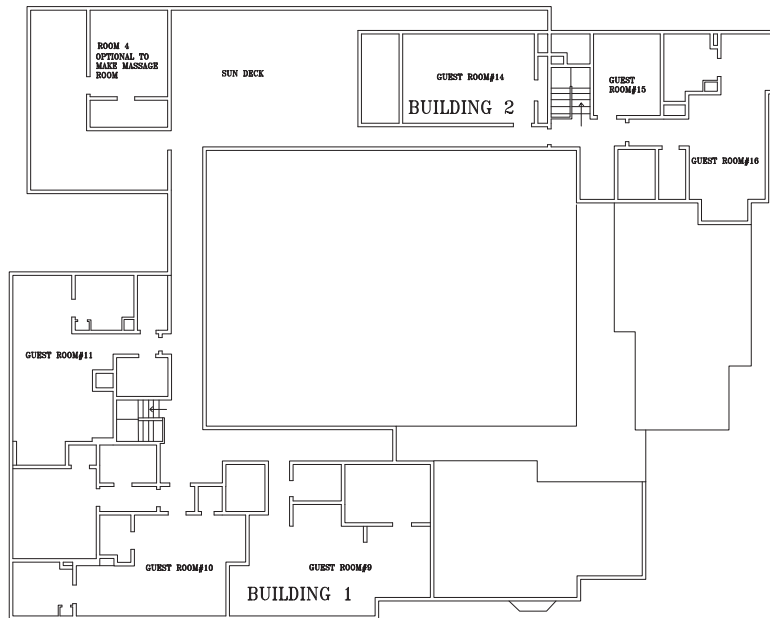 ROOM 4
OPTIONAL TO
MAKE MASSAGE
ROOM
SUN DECK
GUEST ROOM#14
BUILDING 2
GUEST
ROOM#15
GUEST ROOM#16
GUEST ROOM#11
GUEST ROOM#10
GUEST ROOM#9
BUILDING 1